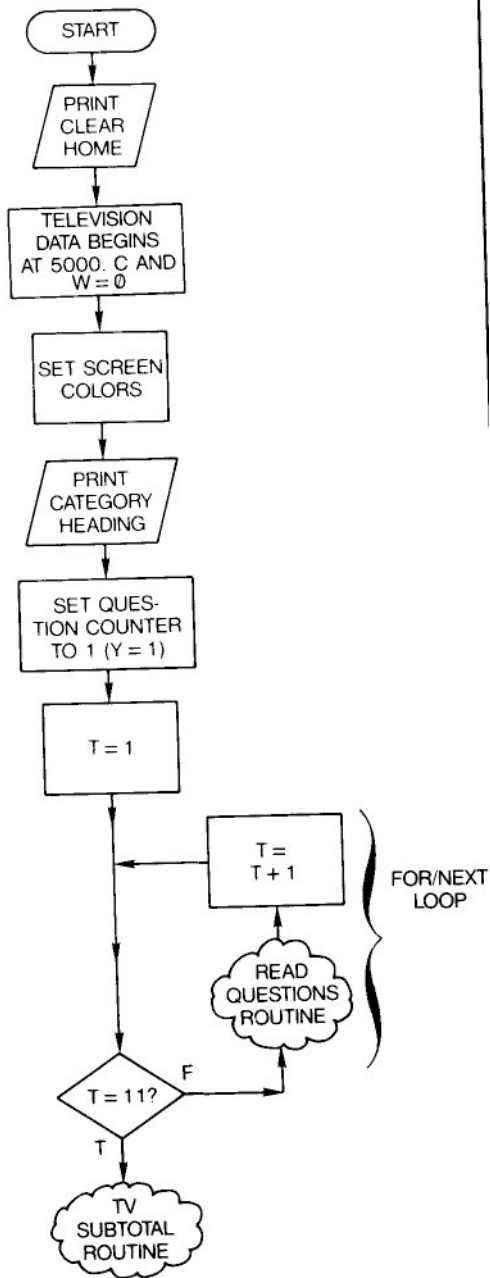 START
PRINT
CLEAR
HOME
TELEVISION
DATA BEGINS
AT 5000. C AND
W = 0
SET SCREEN
COLORS
PRINT
CATEGORY
HEADING
SET QUES-
TION COUNTER
TO 1 (Y = 1)
T = 1
T =
T + 1
FOR/NEXT
LOOP
READ
QUESTIONS
ROUTINE
T = 11?
F
T
TV
SUBTOTAL
ROUTINE